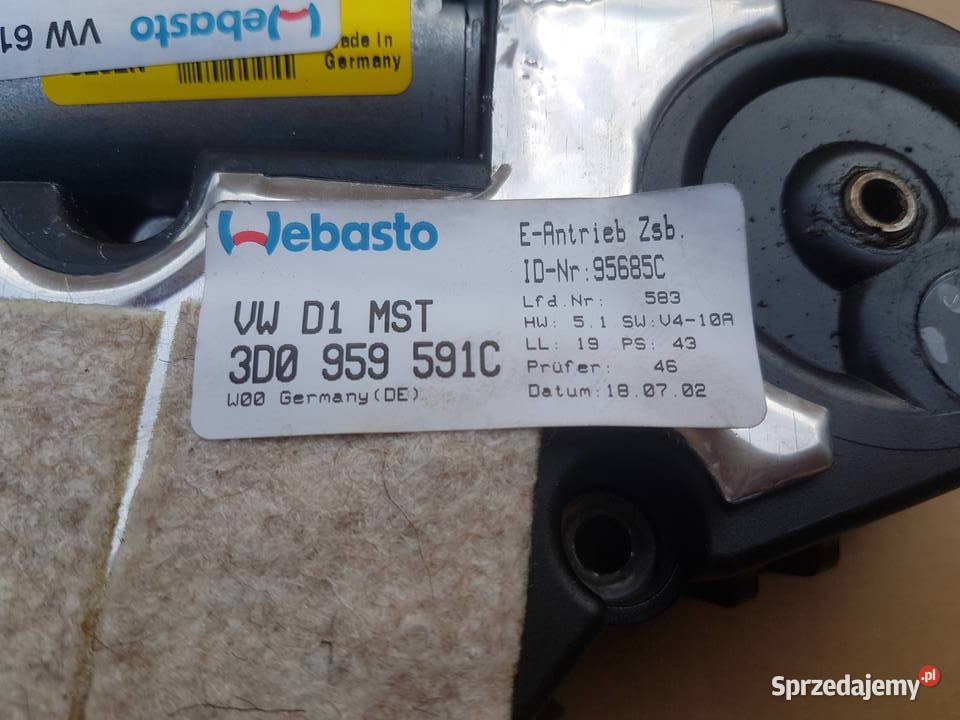 VW 61
Webasto
Made In
Germany
Webasto
VW D1 MST
3D0 959 591C
W00 Germany(DE)
E-Antrieb Zsb.
ID-Nr:95685C
Lfd.Nr: 583
HW: 5.1 SW:V4-10A
LL: 19 PS: 43
Prüfer: 46
Datum:18.07.02
Sprzedajemy.pl